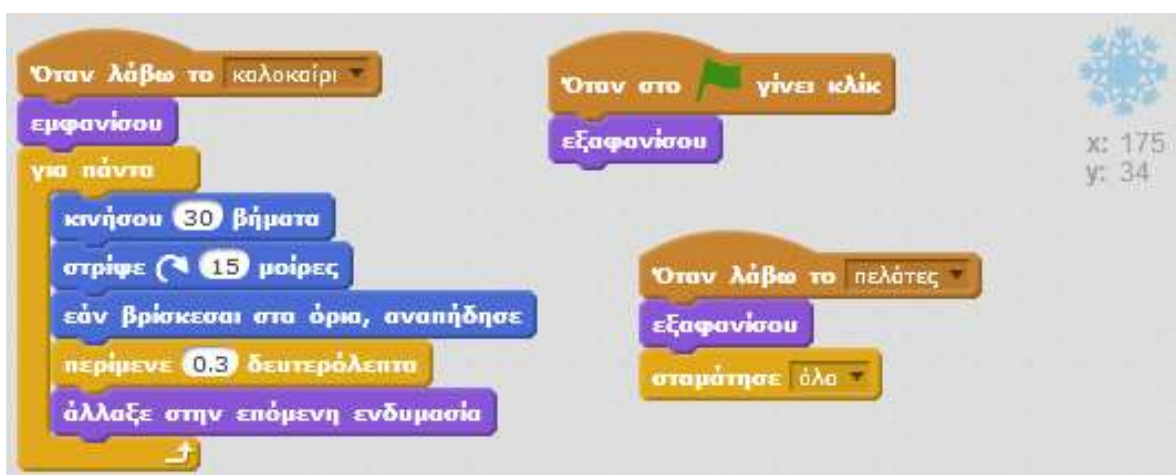 Όταν λάβω το καλοκαίρι
εμφανίσου
για πάντα
κινήσου 30 βήματα
στρίψε 15 μοίρες
εάν βρίσκεσαι στα όρια, αναπήδησε
περίμενε 0.3 δευτερόλεπτα
άλλαξε στην επόμενη ενδυμασία
Όταν στο γίνει κλίκ
εξαφανίσου
Όταν λάβω το πελάτες
εξαφανίσου
σταμάτησε όλα
x: 175
y: 34